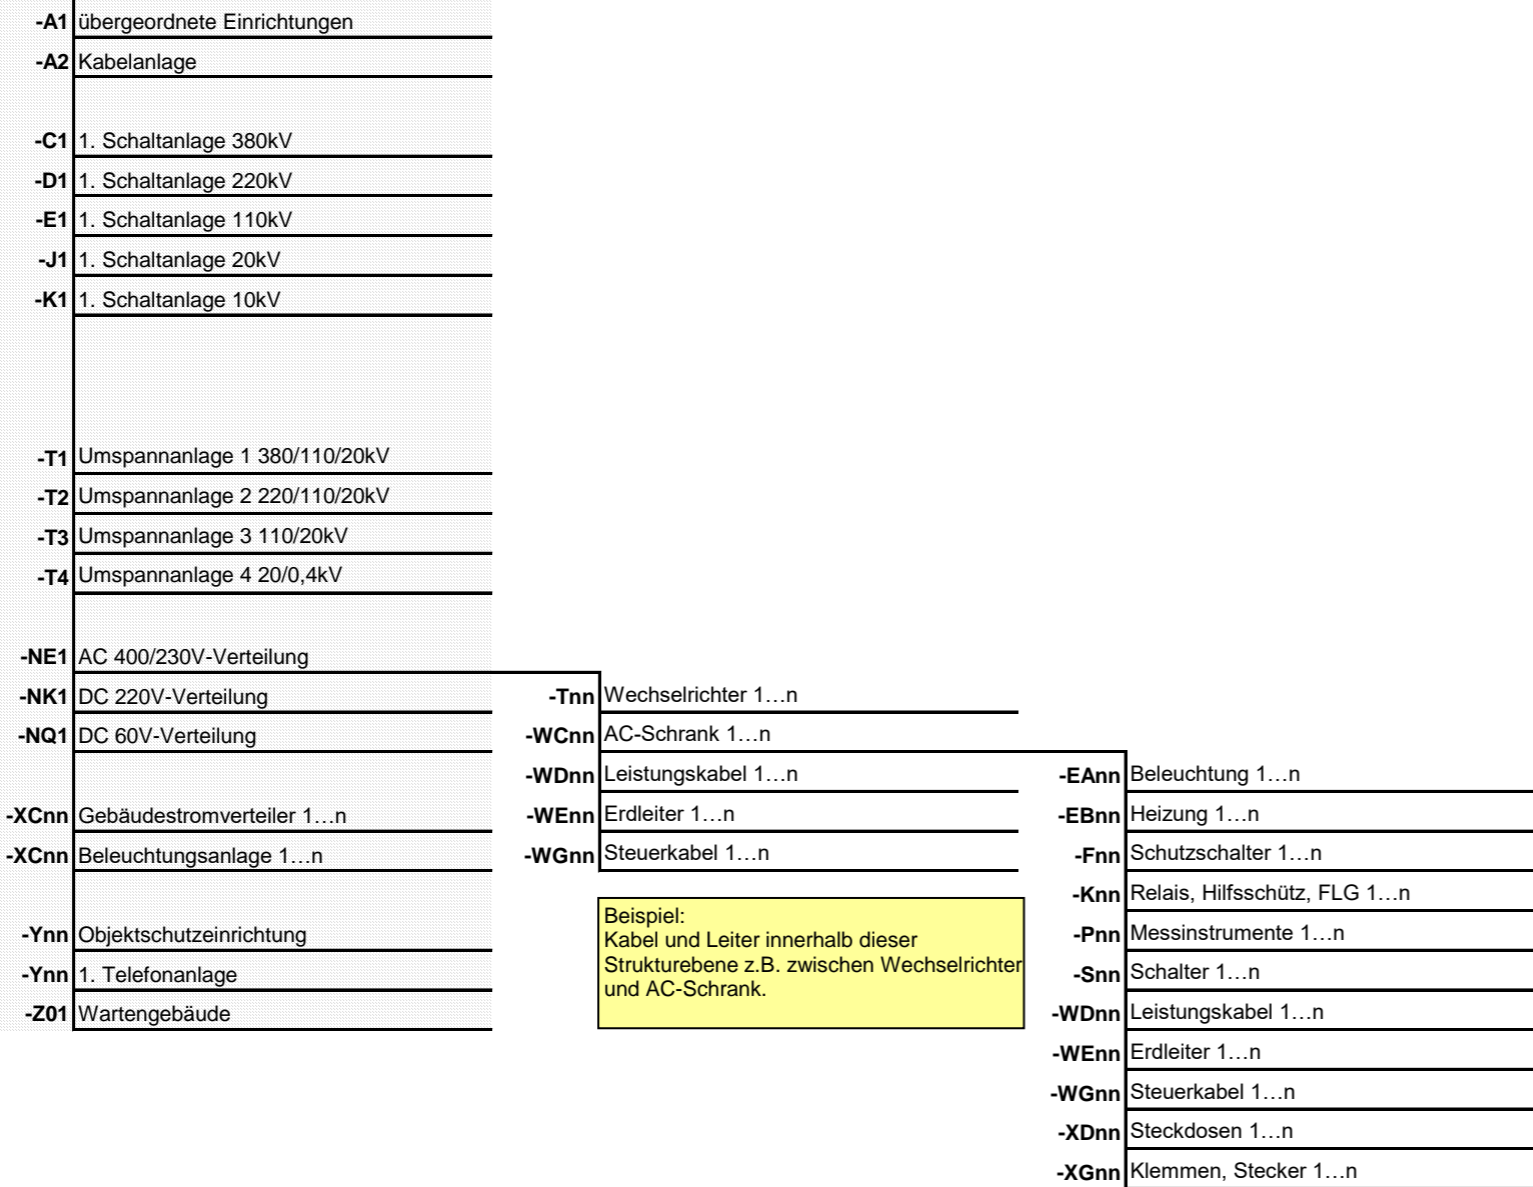 -A1 übergeordnete Einrichtungen
-A2 Kabelanlage
-C1 1. Schaltanlage 380kV
-D1 1. Schaltanlage 220kV
-E1 1. Schaltanlage 110kV
-J1 1. Schaltanlage 20kV
-K1 1. Schaltanlage 10kV
-T1 Umspannanlage 1 380/110/20kV
-T2 Umspannanlage 2 220/110/20kV
-T3 Umspannanlage 3 110/20kV
-T4 Umspannanlage 4 20/0,4kV
-NE1 AC 400/230V-Verteilung
-NK1 DC 220V-Verteilung
-NQ1 DC 60V-Verteilung
-XCnn Gebäudestromverteiler 1…n
-XCnn Beleuchtungsanlage 1…n
-Ynn Objektschutzeinrichtung
-Ynn 1. Telefonanlage
-Z01 Wartengebäude
-Tnn Wechselrichter 1…n
-WCnn AC-Schrank 1…n
-WDnn Leistungskabel 1…n
-WEnn Erdleiter 1…n
-WGnn Steuerkabel 1…n
Beispiel:
Kabel und Leiter innerhalb dieser
Strukturebene z.B. zwischen Wechselrichter
und AC-Schrank.
-EAnn Beleuchtung 1…n
-EBnn Heizung 1…n
-Fnn Schutzschalter 1…n
-Knn Relais, Hilfsschütz, FLG 1…n
-Pnn Messinstrumente 1…n
-Snn Schalter 1…n
-WDnn Leistungskabel 1…n
-WEnn Erdleiter 1…n
-WGnn Steuerkabel 1…n
-XDnn Steckdosen 1…n
-XGnn Klemmen, Stecker 1…n